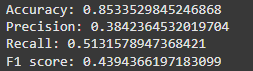 Accuracy: 0.8533529845246868
Precision: 0.3842364532019704
Recall: 0.5131578947368421
F1 score: 0.4394366197183099